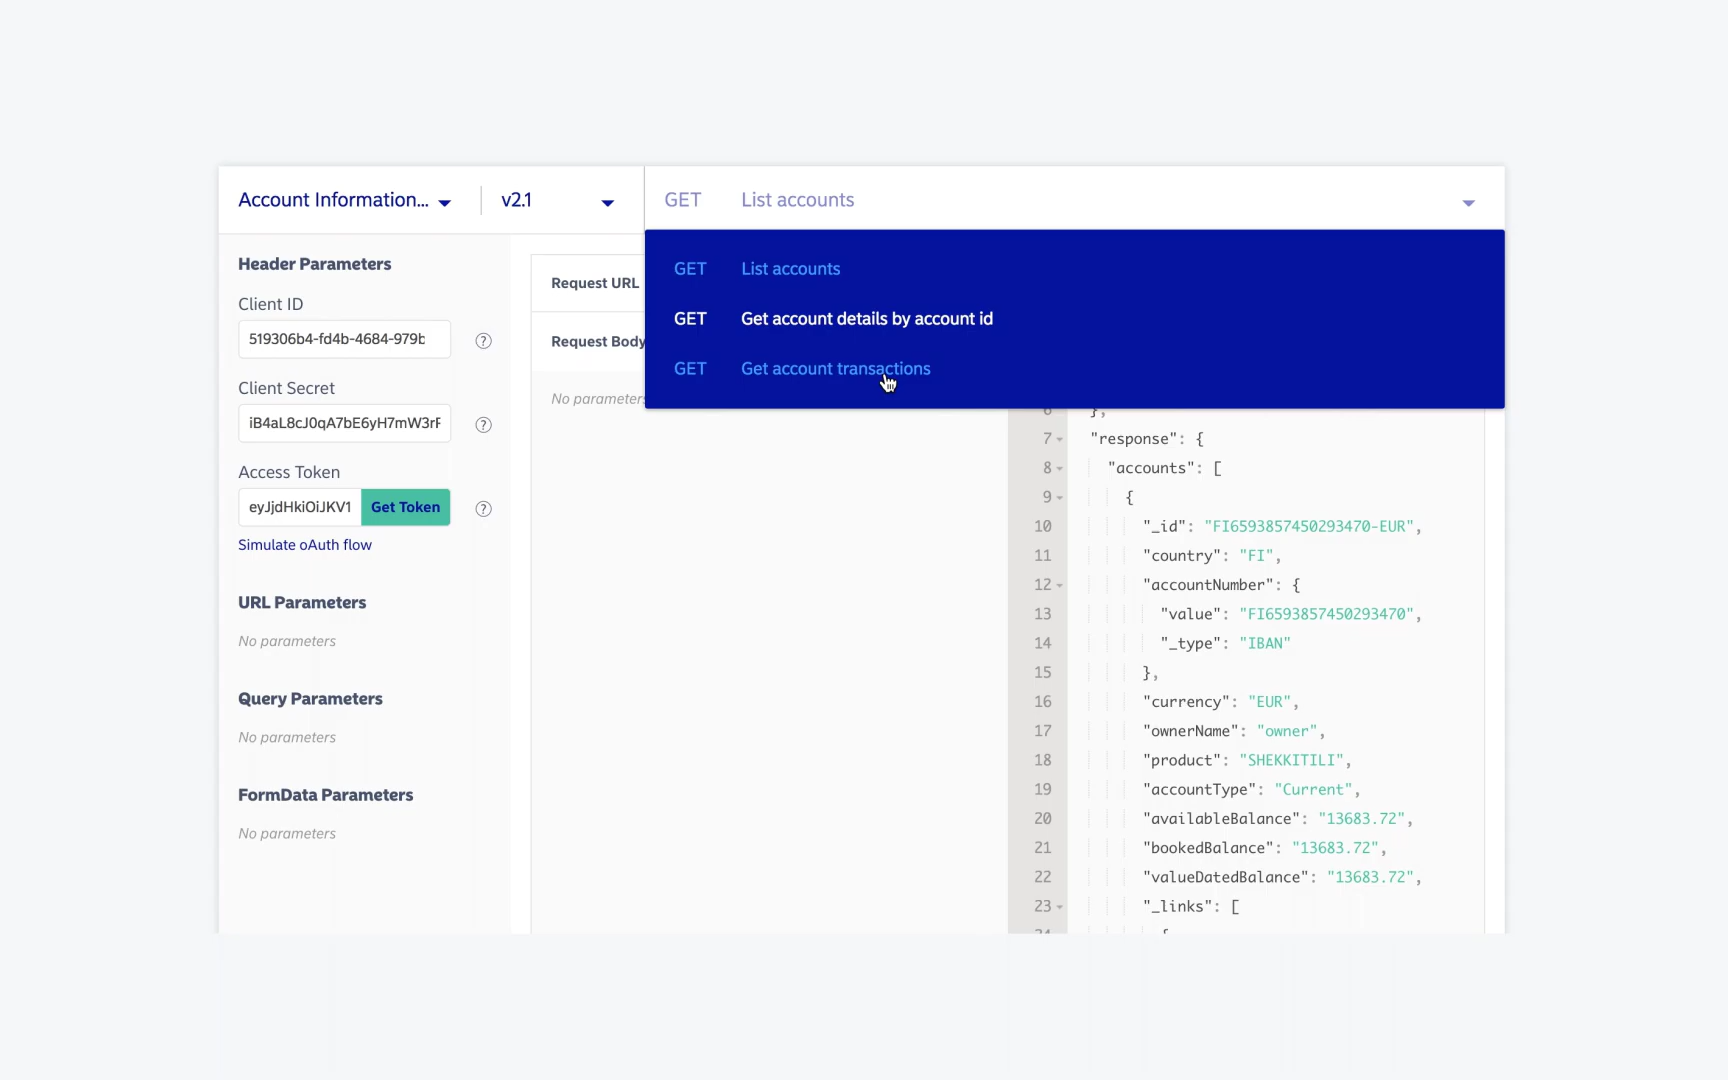 Account Information...
v2.1
GET List accounts
Header Parameters
Client ID
519306b4-fd4b-4684-979b
Client Secret
iB4aL8cJ0qA7bE6yH7mW3rF
Access Token
eyJjdHkiOiJKV1
Get Token
Simulate oAuth flow
URL Parameters
No parameters
Query Parameters
No parameters
FormData Parameters
No parameters
Request URL
Request Body
No parameters
GET List accounts
GET Get account details by account id
GET Get account transactions
6 },
7 "response": {
8 "accounts": [
9 {
10 "_id": "FI6593857450293470-EUR",
11 "country": "FI",
12 "accountNumber": {
13 "value": "FI6593857450293470",
14 "_type": "IBAN"
15 },
16 "currency": "EUR",
17 "ownerName": "owner",
18 "product": "SHEKKITILI",
19 "accountType": "Current",
20 "availableBalance": "13683.72",
21 "bookedBalance": "13683.72",
22 "valueDatedBalance": "13683.72",
23 "_links": [
24 {